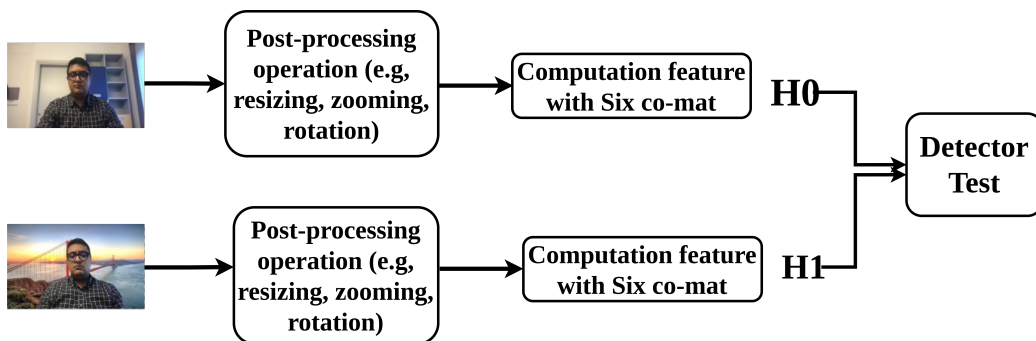 Post-processing
operation (e.g,
resizing, zooming,
rotation)
Computation feature
with Six co-mat
H0
Detector
Test
Post-processing
operation (e.g,
resizing, zooming,
rotation)
Computation feature
with Six co-mat
H1